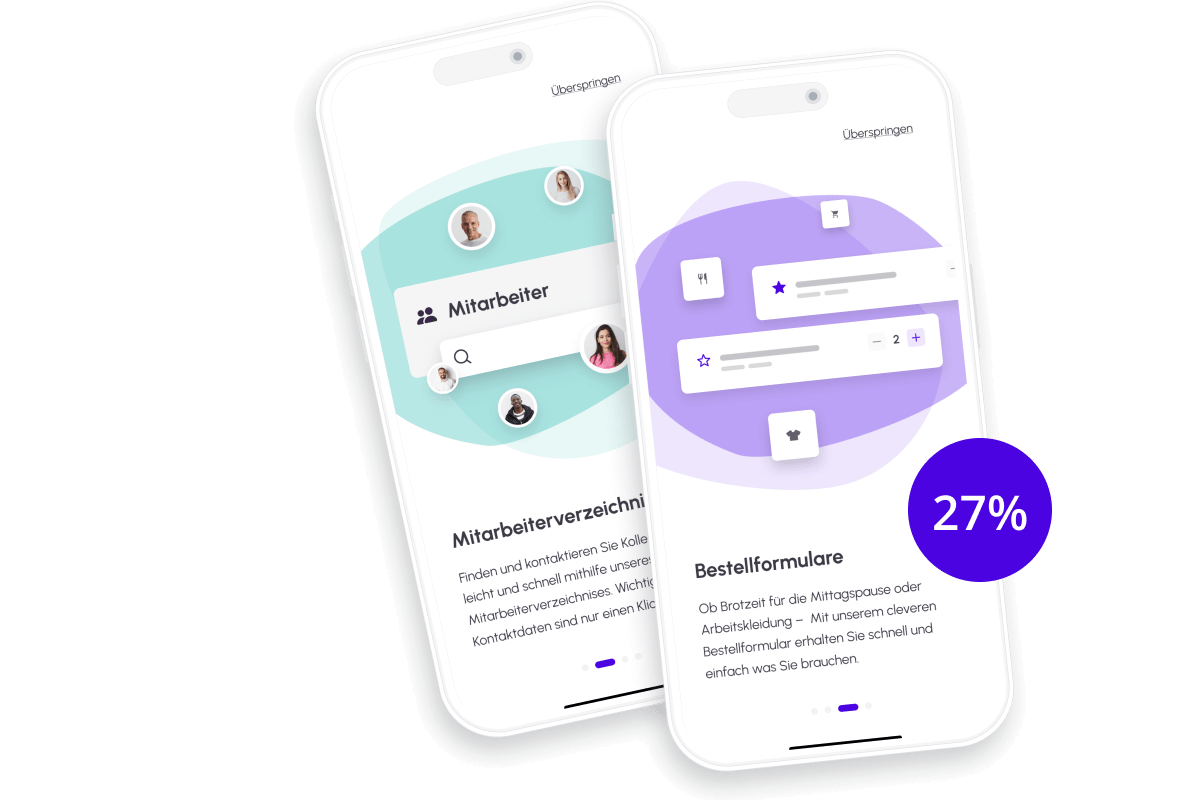 Überspringen
Mitarbeiter
Mitarbeiterverzeichni
Finden und kontaktieren Sie Kolle
leicht und schnell mithilfe unseres
Mitarbeiterverzeichnises. Wichtig
Kontaktdaten sind nur einen Klic
Überspringen
2
27%
Bestellformulare
Ob Brotzeit für die Mittagspause oder
Arbeitskleidung – Mit unserem cleveren
Bestellformular erhalten Sie schnell und
einfach was Sie brauchen.